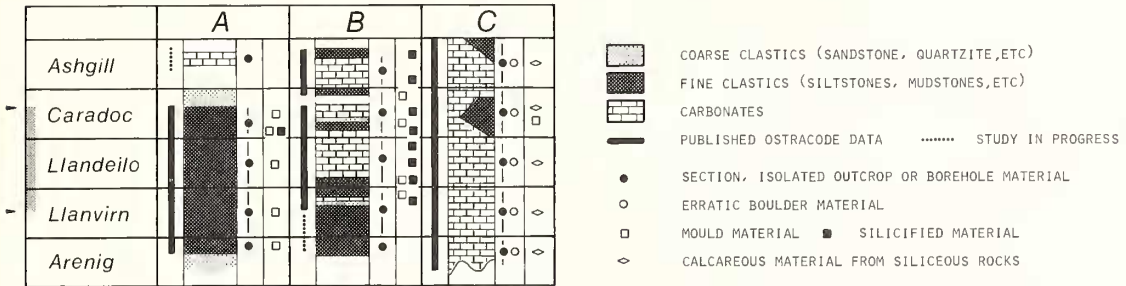 A B C
Ashgill
Caradoc
Llandeilo
Llanvirn
Arenig
COARSE CLASTICS (SANDSTONE, QUARTZITE,ETC)
FINE CLASTICS (SILTSTONES, MUDSTONES,ETC)
CARBONATES
PUBLISHED OSTRACODE DATA STUDY IN PROGRESS
SECTION, ISOLATED OUTCROP OR BOREHOLE MATERIAL
ERRATIC BOULDER MATERIAL
MOULD MATERIAL SILICIFIED MATERIAL
CALCAREOUS MATERIAL FROM SILICEOUS ROCKS